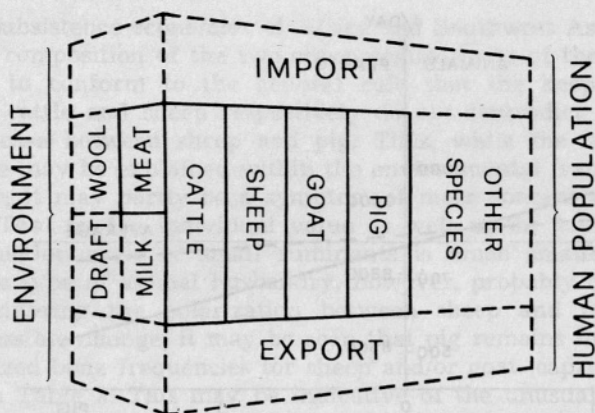 IMPORT
ENVIRONMENT
DRAFT
WOOL
MILK
MEAT
CATTLE
SHEEP
GOAT
PIG
OTHER
SPECIES
HUMAN POPULATION
EXPORT